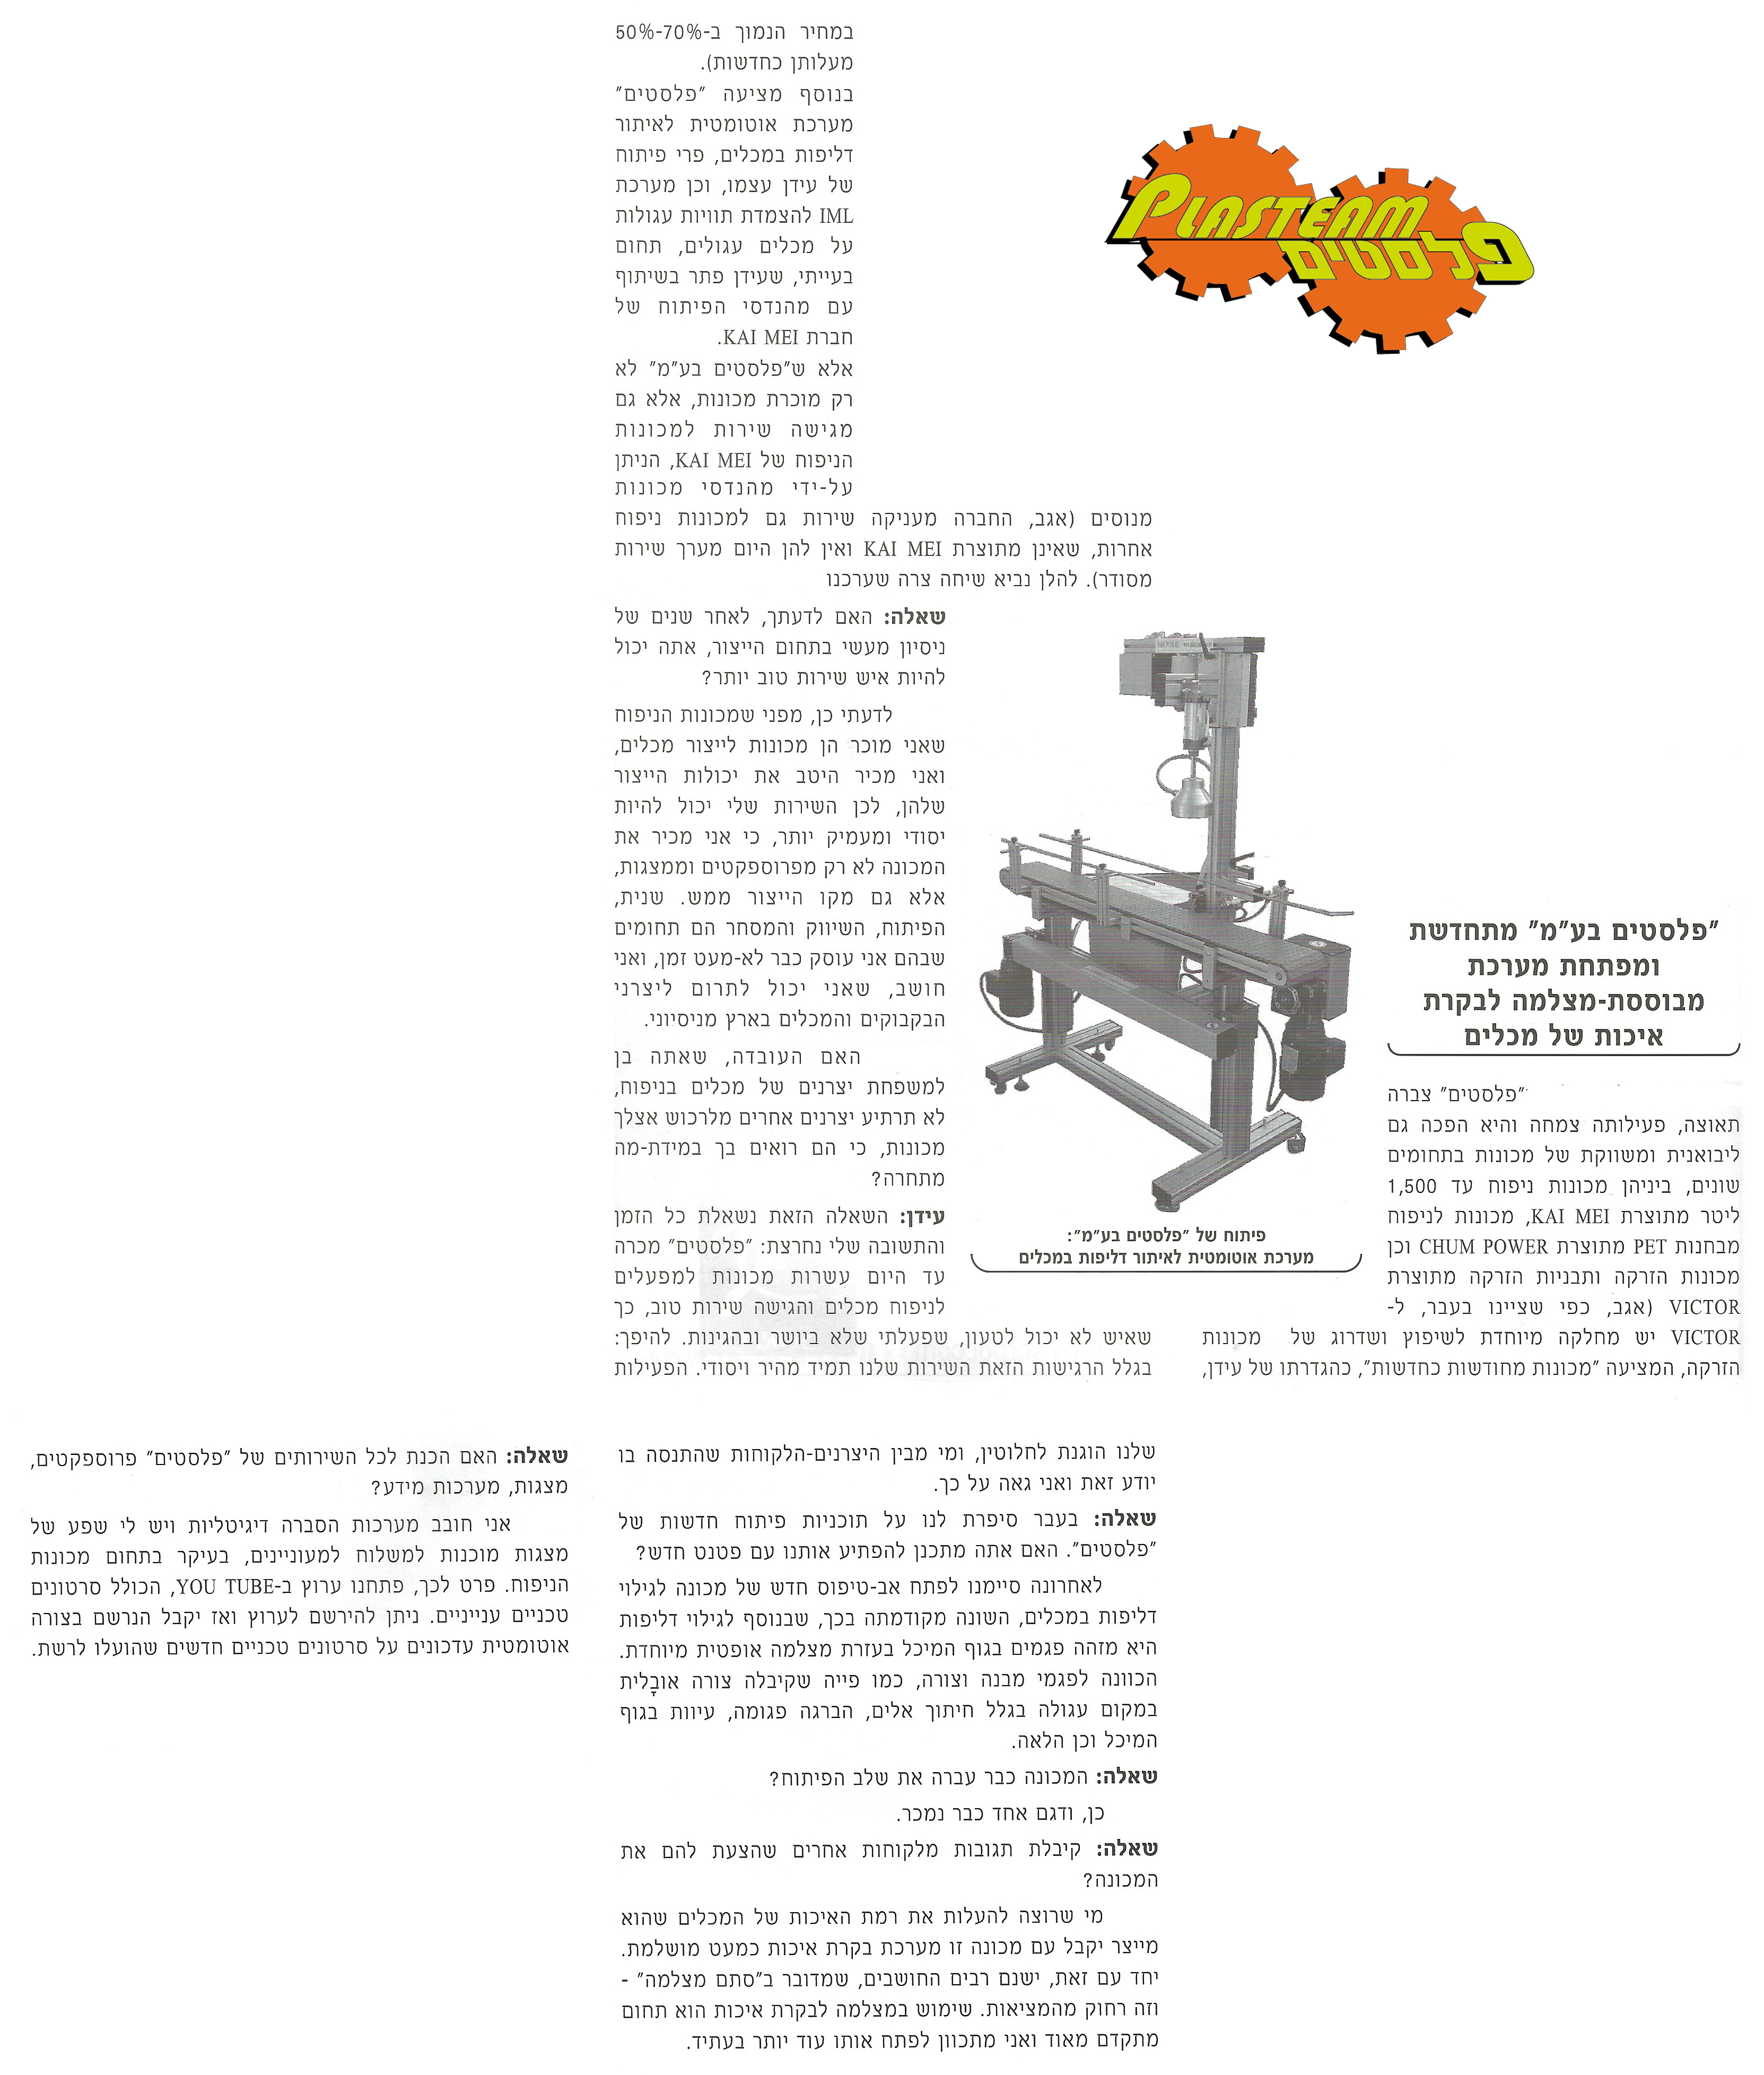 PLASTEAM
פלסטים
"פלסטים בע"מ" מתחדשת
ומפתחת מערכת
מבוססת-מצלמה לבקרת
איכות של מכלים
"פלסטים" צברה
תאוצה, פעילותה צמחה והיא הפכה גם
ליבואנית ומשווקת של מכונות בתחומים
שונים, ביניהן מכונות ניפוח עד 1,500
ליטר מתוצרת KAI MEI, מכונות לניפוח
מבחנות PET מתוצרת CHUM POWER וכן
מכונות הזרקה ותבניות הזרקה מתוצרת
VICTOR (אגב, כפי שציינו בעבר, ל-
VICTOR יש מחלקה מיוחדת לשיפוץ ושדרוג של מכונות
הזרקה, המציעה "מכונות מחודשות כחדשות", כהגדרתו של עידן,
במחיר הנמוך ב-50%-70%
מעלותן כחדשות).
בנוסף מציעה "פלסטים"
מערכת אוטומטית לאיתור
דליפות במכלים, פרי פיתוח
של עידן עצמו, וכן מערכת
IML להצמדת תוויות עגולות
על מכלים עגולים, תחום
בעייתי, שעידן פתר בשיתוף
עם מהנדסי הפיתוח של
חברת KAI MEI.
אלא ש"פלסטים בע"מ" לא
רק מוכרת מכונות, אלא גם
מגישה שירות למכונות
הניפוח של KAI MEI, הניתן
על-ידי מהנדסי מכונות
מנוסים (אגב, החברה מעניקה שירות גם למכונות ניפוח
אחרות, שאינן מתוצרת KAI MEI ואין להן היום מערך שירות
מסודר). להלן נביא שיחה צרה שערכנו
שאלה: האם לדעתך, לאחר שנים של
ניסיון מעשי בתחום הייצור, אתה יכול
להיות איש שירות טוב יותר?
לדעתי כן, מפני שמכונות הניפוח
שאני מוכר הן מכונות לייצור מכלים,
ואני מכיר היטב את יכולות הייצור
שלהן, לכן השירות שלי יכול להיות
יסודי ומעמיק יותר, כי אני מכיר את
המכונה לא רק מפרוספקטים וממצגות,
אלא גם מקו הייצור ממש. שנית,
הפיתוח, השיווק והמסחר הם תחומים
שבהם אני עוסק כבר לא-מעט זמן, ואני
חושב, שאני יכול לתרום ליצרני
הבקבוקים והמכלים בארץ מניסיוני.
האם העובדה, שאתה בן
למשפחת יצרנים של מכלים בניפוח,
לא תרתיע יצרנים אחרים מלרכוש אצלך
מכונות, כי הם רואים בך במידת-מה
מתחרה?
עידן: השאלה הזאת נשאלת כל הזמן
והתשובה שלי נחרצת: "פלסטים" מכרה
עד היום עשרות מכונות למפעלים
לניפוח מכלים והגישה שירות טוב, כך
שאיש לא יכול לטעון, שפעלתי שלא ביושר ובהגינות. להיפך:
בגלל הרגישות הזאת השירות שלנו תמיד מהיר ויסודי. הפעילות
פיתוח של "פלסטים בע"מ":
מערכת אוטומטית לאיתור דליפות במכלים
שלנו הוגנת לחלוטין, ומי מבין היצרנים-הלקוחות שהתנסה בו
יודע זאת ואני גאה על כך.
שאלה: בעבר סיפרת לנו על תוכניות פיתוח חדשות של
"פלסטים". האם אתה מתכנן להפתיע אותנו עם פטנט חדש?
לאחרונה סיימנו לפתח אב-טיפוס חדש של מכונה לגילוי
דליפות במכלים, השונה מקודמתה בכך, שבנוסף לגילוי דליפות
היא מזהה פגמים בגוף המיכל בעזרת מצלמה אופטית מיוחדת.
הכוונה לפגמי מבנה וצורה, כמו פייה שקיבלה צורה אובָלית
במקום עגולה בגלל חיתוך אלים, הברגה פגומה, עיוות בגוף
המיכל וכן הלאה.
שאלה: המכונה כבר עברה את שלב הפיתוח?
כן, ודגם אחד כבר נמכר.
שאלה: קיבלת תגובות מלקוחות אחרים שהצעת להם את
המכונה?
מי שרוצה להעלות את רמת האיכות של המכלים שהוא
מייצר יקבל עם מכונה זו מערכת בקרת איכות כמעט מושלמת.
יחד עם זאת, ישנם רבים החושבים, שמדובר ב"סתם מצלמה" -
וזה רחוק מהמציאות. שימוש במצלמה לבקרת איכות הוא תחום
מתקדם מאוד ואני מתכוון לפתח אותו עוד יותר בעתיד.
שאלה: האם הכנת לכל השירותים של "פלסטים" פרוספקטים,
מצגות, מערכות מידע?
אני חובב מערכות הסברה דיגיטליות ויש לי שפע של
מצגות מוכנות למשלוח למעוניינים, בעיקר בתחום מכונות
הניפוח. פרט לכך, פתחנו ערוץ ב-YOU TUBE, הכולל סרטונים
טכניים ענייניים. ניתן להירשם לערוץ ואז יקבל הנרשם בצורה
אוטומטית עדכונים על סרטונים טכניים חדשים שהועלו לרשת.